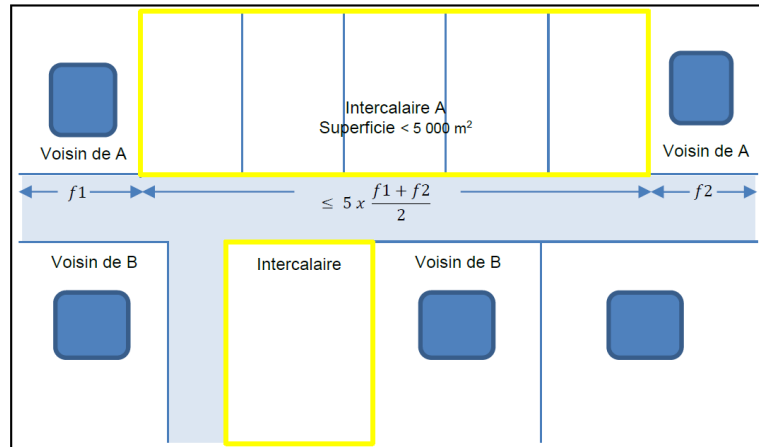 Intercalaire A
Superficie < 5 000 m²
Voisin de A
Voisin de A
f1
≤ 5 x (f1 + f2)/2
f2
Voisin de B
Intercalaire
Voisin de B